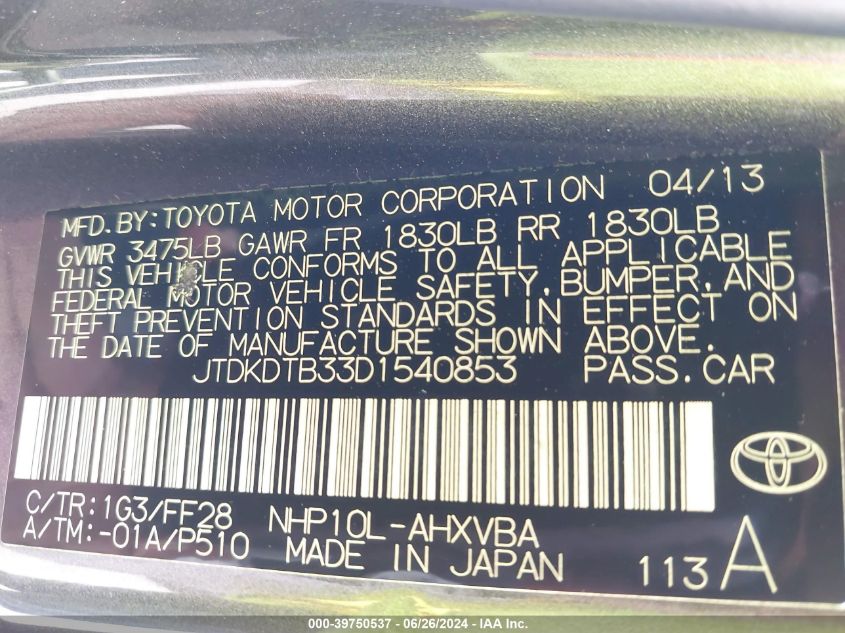 MFD.BY:TOYOTA MOTOR CORPORATION 04/13
GVWR 3475LB GAWR FR 1830LB RR 1830LB
THIS VEHICLE CONFORMS TO ALL APPLICABLE
FEDERAL MOTOR VEHICLE SAFETY,BUMPER,AND
THEFT PREVENTION STANDARDS IN EFFECT ON
THE DATE OF MANUFACTURE SHOWN ABOVE.
JTDKDTB33D1540853 PASS.CAR
C/TR:1G3/FF28 NHP10L-AHXVBA
A/TM:-01A/P510 MADE IN JAPAN 113 A
000-39750537 - 06/26/2024 - IAA Inc.